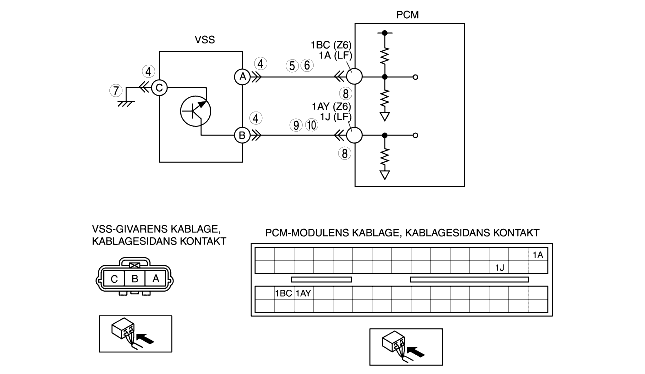 PCM
VSS
1BC (Z6)
1A (LF)
4
4
5 6
A
C
7
8
4
1AY (Z6)
1J (LF)
9 10
B
8
VSS-GIVARENS KABLAGE,
KABLAGESIDANS KONTAKT
PCM-MODULENS KABLAGE, KABLAGESIDANS KONTAKT
1A
1J
C B A
1BC 1AY